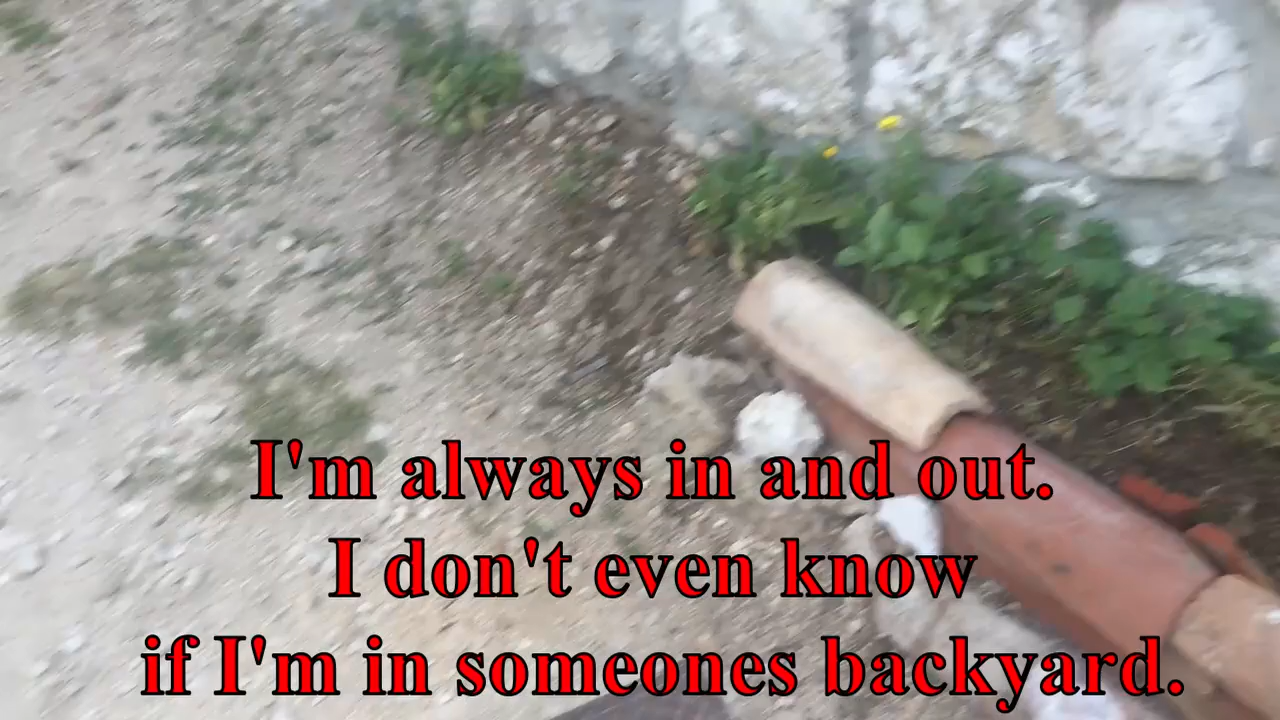 I'm always in and out.
I don't even know
if I'm in someones backyard.